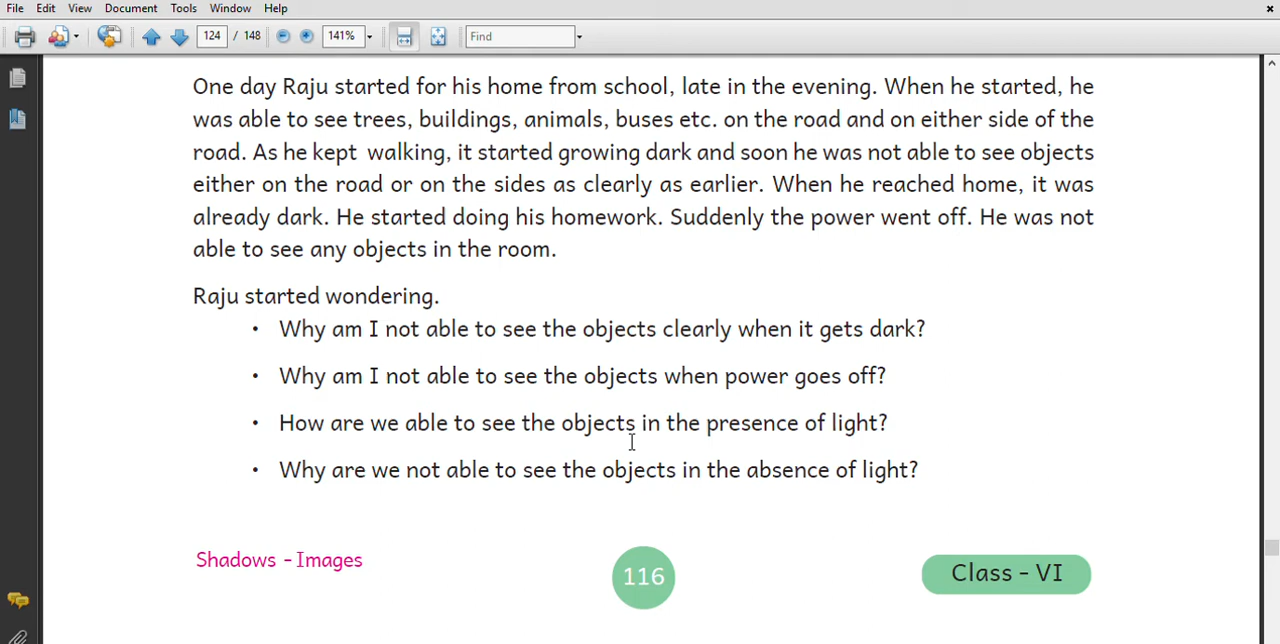 File Edit View Document Tools Window Help
124 / 148 141% Find
One day Raju started for his home from school, late in the evening. When he started, he
was able to see trees, buildings, animals, buses etc. on the road and on either side of the
road. As he kept walking, it started growing dark and soon he was not able to see objects
either on the road or on the sides as clearly as earlier. When he reached home, it was
already dark. He started doing his homework. Suddenly the power went off. He was not
able to see any objects in the room.
Raju started wondering.
• Why am I not able to see the objects clearly when it gets dark?
• Why am I not able to see the objects when power goes off?
• How are we able to see the objects in the presence of light?
• Why are we not able to see the objects in the absence of light?
Shadows - Images 116 Class - VI